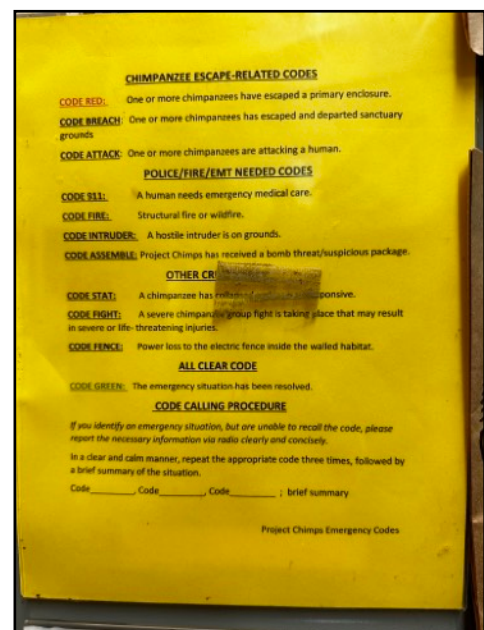 CHIMPANZEE ESCAPE-RELATED CODES
CODE RED: One or more chimpanzees have escaped a primary enclosure.
CODE BREACH: One or more chimpanzees has escaped and departed sanctuary
grounds
CODE ATTACK: One or more chimpanzees are attacking a human.
POLICE/FIRE/EMT NEEDED CODES
CODE 911: A human needs emergency medical care.
CODE FIRE: Structural fire or wildfire.
CODE INTRUDER: A hostile intruder is on grounds.
CODE ASSEMBLE: Project Chimps has received a bomb threat/suspicious package.
OTHER
CODE STAT: A chimpanzee has collapsed
CODE FIGHT: A severe chimpanzee group fight is taking place that may result
in severe or life- threatening injuries.
CODE FENCE: Power loss to the electric fence inside the walled habitat.
ALL CLEAR CODE
CODE GREEN: The emergency situation has been resolved.
CODE CALLING PROCEDURE
If you identify an emergency situation, but are unable to recall the code, please
report the necessary information via radio clearly and concisely.
In a clear and calm manner, repeat the appropriate code three times, followed by
a brief summary of the situation.
Code________, Code________, Code________ ; brief summary
Project Chimps Emergency Codes